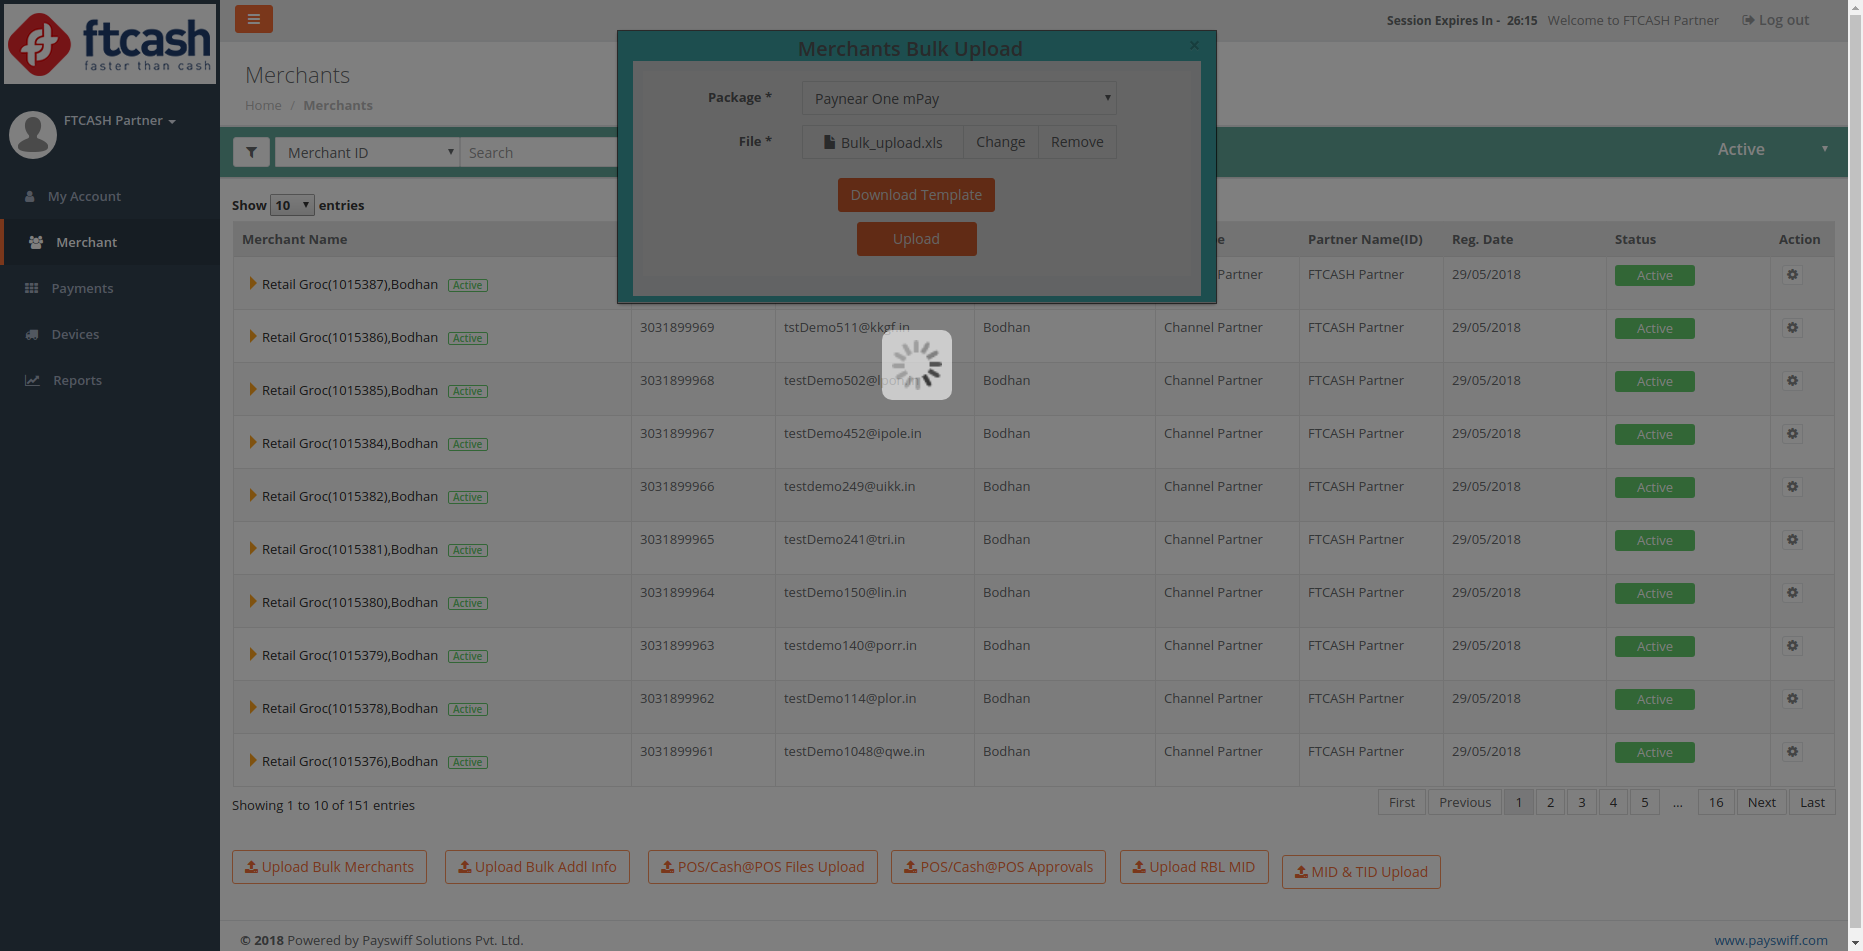 ftcash
faster than cash
Session Expires In - 26:15 Welcome to FTCASH Partner Log out
Merchants
Home / Merchants
FTCASH Partner
My Account
Merchant
Payments
Devices
Reports
Merchants Bulk Upload ×
Package * Paynear One mPay
File * Bulk_upload.xls Change Remove
Download Template
Upload
Merchant ID Search Active
Show 10 entries
Merchant Name Partner Name(ID) Reg. Date Status Action
Retail Groc(1015387),Bodhan Active Partner FTCASH Partner 29/05/2018 Active
Retail Groc(1015386),Bodhan Active 3031899969 tstDemo511@kkgf.in Bodhan Channel Partner FTCASH Partner 29/05/2018 Active
Retail Groc(1015385),Bodhan Active 3031899968 Bodhan Channel Partner FTCASH Partner 29/05/2018 Active
Retail Groc(1015384),Bodhan Active 3031899967 testDemo452@ipole.in Bodhan Channel Partner FTCASH Partner 29/05/2018 Active
Retail Groc(1015382),Bodhan Active 3031899966 testdemo249@uikk.in Bodhan Channel Partner FTCASH Partner 29/05/2018 Active
Retail Groc(1015381),Bodhan Active 3031899965 testDemo241@tri.in Bodhan Channel Partner FTCASH Partner 29/05/2018 Active
Retail Groc(1015380),Bodhan Active 3031899964 testDemo150@lin.in Bodhan Channel Partner FTCASH Partner 29/05/2018 Active
Retail Groc(1015379),Bodhan Active 3031899963 testdemo140@porr.in Bodhan Channel Partner FTCASH Partner 29/05/2018 Active
Retail Groc(1015378),Bodhan Active 3031899962 testDemo114@plor.in Bodhan Channel Partner FTCASH Partner 29/05/2018 Active
Retail Groc(1015376),Bodhan Active 3031899961 testDemo1048@qwe.in Bodhan Channel Partner FTCASH Partner 29/05/2018 Active
Showing 1 to 10 of 151 entries First Previous 1 2 3 4 5 ... 16 Next Last
Upload Bulk Merchants Upload Bulk Addl Info POS/Cash@POS Files Upload POS/Cash@POS Approvals Upload RBL MID MID & TID Upload
© 2018 Powered by Payswiff Solutions Pvt. Ltd. www.payswiff.com